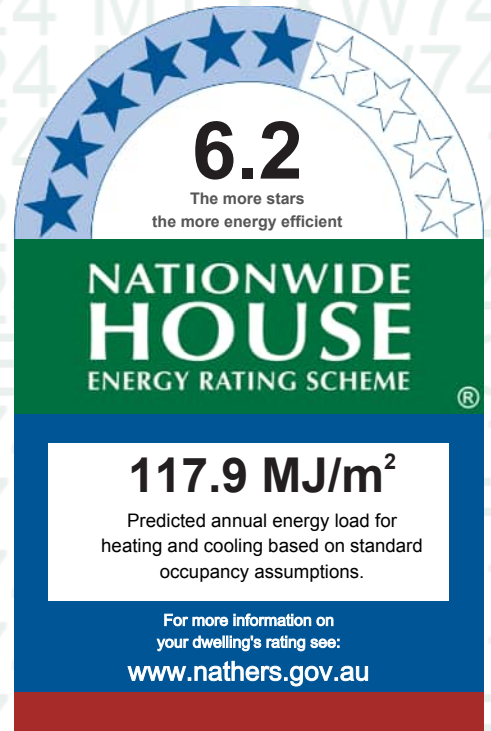 6.2
The more stars
the more energy efficient
NATIONWIDE
HOUSE
ENERGY RATING SCHEME
®
117.9 MJ/m²
Predicted annual energy load for
heating and cooling based on standard
occupancy assumptions.
For more information on
your dwelling's rating see:
www.nathers.gov.au